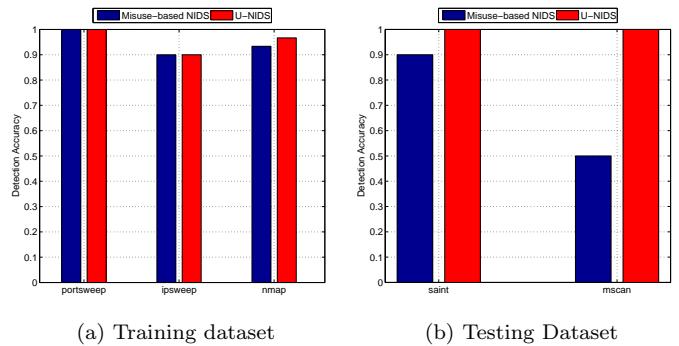 Misuse−based NIDS U−NIDS
1
0.9
0.8
0.7
0.6
0.5
0.4
0.3
0.2
0.1
0
Detection Accuracy
portsweep ipsweep nmap
(a) Training dataset
Misuse−based NIDS U−NIDS
1
0.9
0.8
0.7
0.6
0.5
0.4
0.3
0.2
0.1
0
Detection Accuracy
saint mscan
(b) Testing Dataset